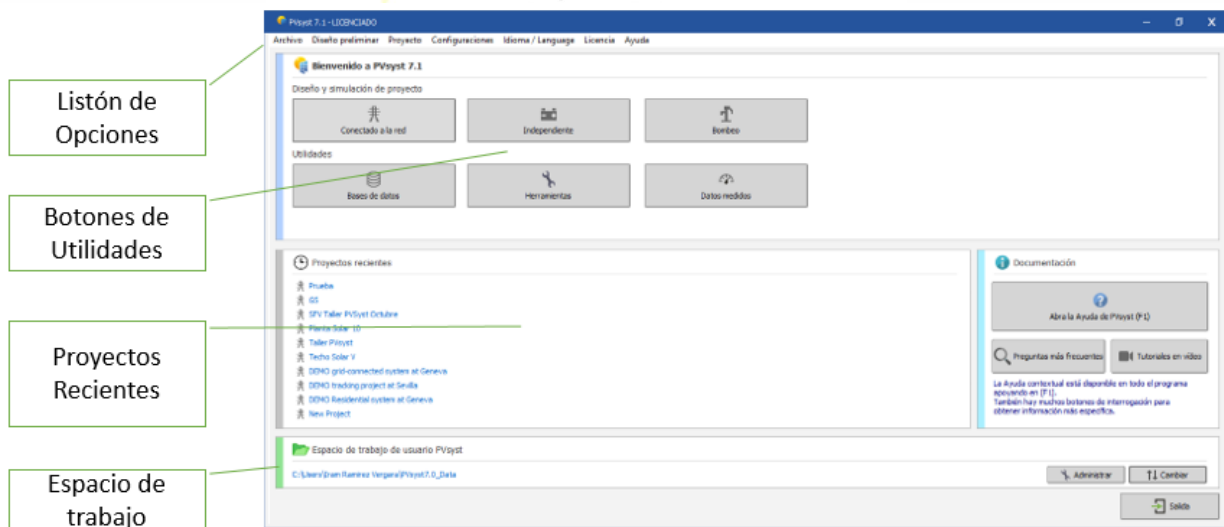 PVsyst 7.1 - LICENCIADO
Archivo Diseño preliminar Proyecto Configuraciones Idioma / Language Licencia Ayuda
Bienvenido a PVsyst 7.1
Diseño y simulación de proyecto
Conectado a la red
Independiente
Bombeo
Utilidades
Bases de datos
Herramientas
Datos medidos
Listón de
Opciones
Botones de
Utilidades
Proyectos
Recientes
Espacio de
trabajo
Proyectos recientes
Prueba
GS
SFV Taller PVSyst Octubre
Planta Solar 10
Taller PVsyst
Techo Solar V
DEMO grid-connected system at Geneva
DEMO tracking project at Sevilla
DEMO Residential system at Geneva
New Project
Documentación
Abra la Ayuda de PVsyst (F1)
Preguntas más frecuentes
Tutoriales en video
La Ayuda contextual está disponible en todo el programa
apoyando en [F1].
También hay muchos botones de interrogación para
obtener información más específica.
Espacio de trabajo de usuario PVsyst
C:\Users\Iram Ramirez Vergara\PVsyst7.0_Data
Administrar
Cambiar
Salida